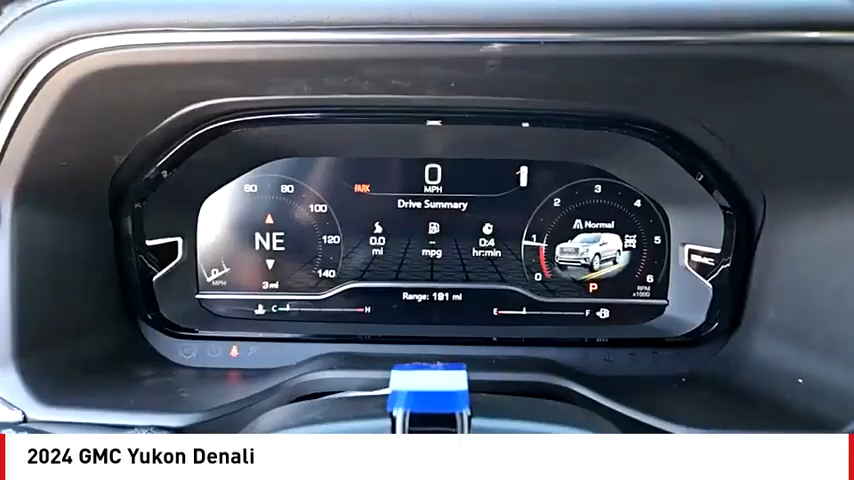 0
MPH
PARK
Drive Summary
60 80 100 120 140
NE
3 mi
0
MPH
0.0
mi
--
mpg
0:4
hr:min
0 1 2 3 4 5 6
Normal
P
RPM
x1000
Range: 191 mi
C H
E F
GMC
2024 GMC Yukon Denali